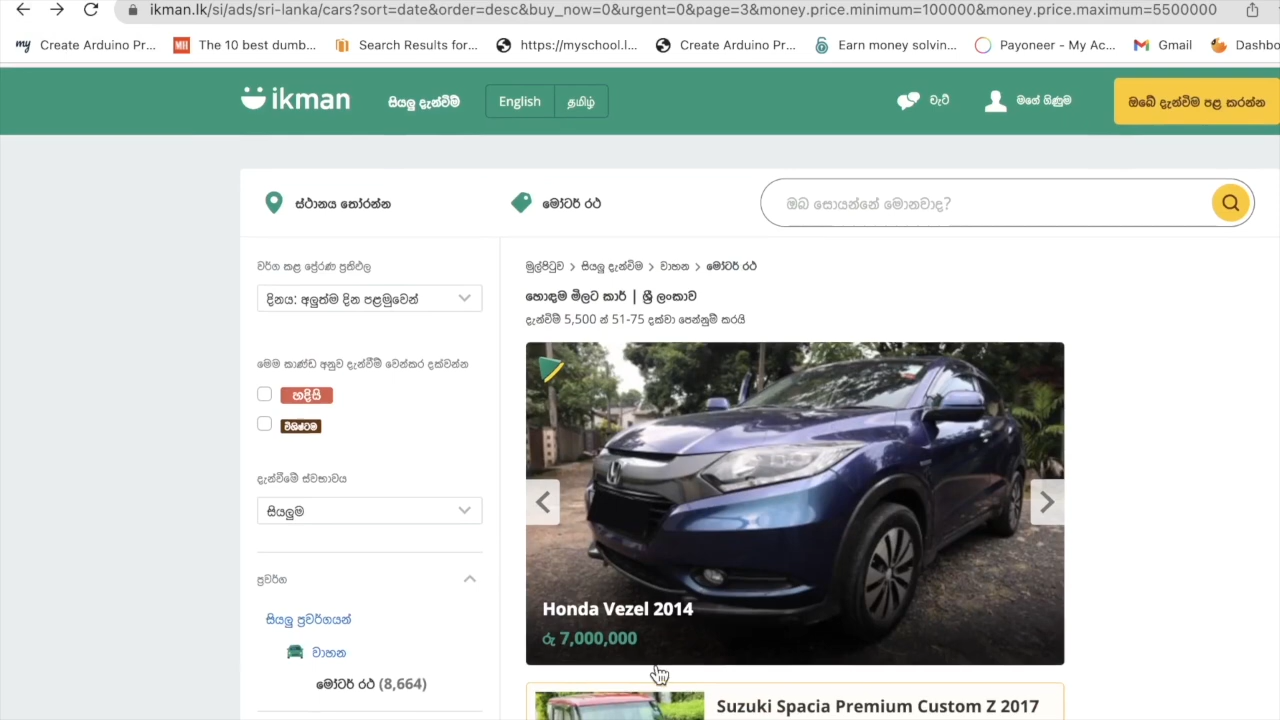 ikman.lk/si/ads/sri-lanka/cars?sort=date&order=desc&buy_now=0&urgent=0&page=3&money.price.minimum=100000&money.price.maximum=5500000
my Create Arduino Pr... The 10 best dumb... Search Results for... https://myschool.l... Create Arduino Pr... Earn money solvin... Payoneer - My Ac... Gmail Dashbo
ikman සියලු දැන්වීම් English தமிழ் චැට් මගේ ගිණුම ඔබේ දැන්වීම පළ කරන්න
ස්ථානය තෝරන්න මෝටර් රථ ඔබ සොයන්නේ මොනවාද?
වර්ග කළ ප්‍රේරණ ප්‍රතිඵල
දිනය: අලුත්ම දින පළමුවෙන්
මෙම කාණ්ඩ අනුව දැන්වීම් වෙන්කර දක්වන්න
හදිසි
විශිෂ්ටම
දැන්වීමේ ස්වභාවය
සියලුම
ප්‍රවර්ග
සියලු ප්‍රවර්ගයන්
වාහන
මෝටර් රථ (8,664)
මුල්පිටුව > සියලු දැන්වීම > වාහන > මෝටර් රථ
හොඳම මිලට කාර් | ශ්‍රී ලංකාව
දැන්වීම් 5,500 න් 51-75 දක්වා පෙන්නුම් කරයි
Honda Vezel 2014
රු 7,000,000
Suzuki Spacia Premium Custom Z 2017